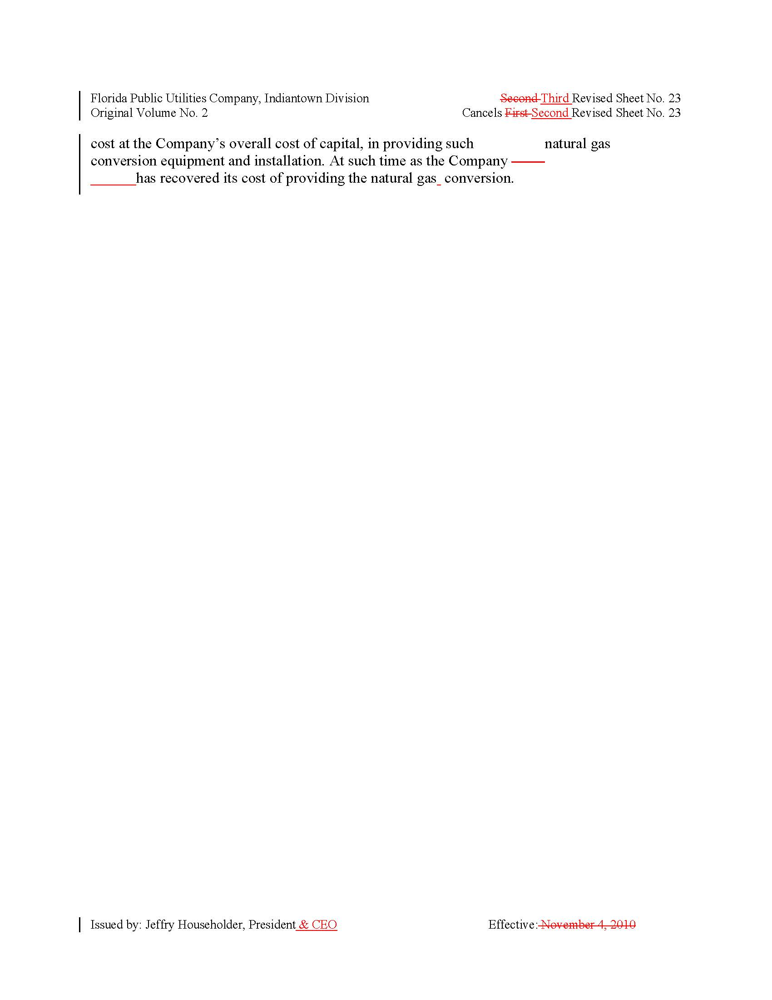 Florida Public Utilities Company, Indiantown Division Second Third Revised Sheet No. 23
Original Volume No. 2 Cancels First Second Revised Sheet No. 23
cost at the Company’s overall cost of capital, in providing such natural gas
conversion equipment and installation. At such time as the Company
has recovered its cost of providing the natural gas conversion.
Issued by: Jeffry Householder, President & CEO Effective: November 4, 2010